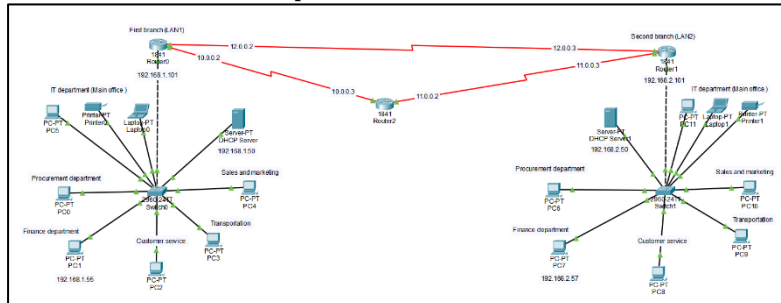 First branch (LAN1)
1841
Router0
192.168.1.101
12.0.0.2
10.0.0.2
12.0.0.3
11.0.0.3
Second branch (LAN2)
1841
Router1
192.168.2.101
10.0.0.3
11.0.0.2
1841
Router2
IT department (Main office )
PC-PT
PC5
Printer-PT
Laptop-PT
Laptop0
Server-PT
DHCP Server
192.168.1.50
Procurement department
PC-PT
PC0
2960-24TT
Switch0
Sales and marketing
PC-PT
PC4
Finance department
PC-PT
PC1
192.168.1.55
Customer service
PC-PT
PC2
Transportation
PC-PT
PC3
IT department (Main office )
PC-PT
PC11
Laptop-PT
Laptop1
Printer-PT
Printer1
Server-PT
DHCP Server1
192.168.2.50
Procurement department
PC-PT
PC6
2960-24TT
Switch1
Sales and marketing
PC-PT
PC10
Finance department
PC-PT
PC7
192.168.2.57
Customer service
PC-PT
PC8
Transportation
PC-PT
PC9